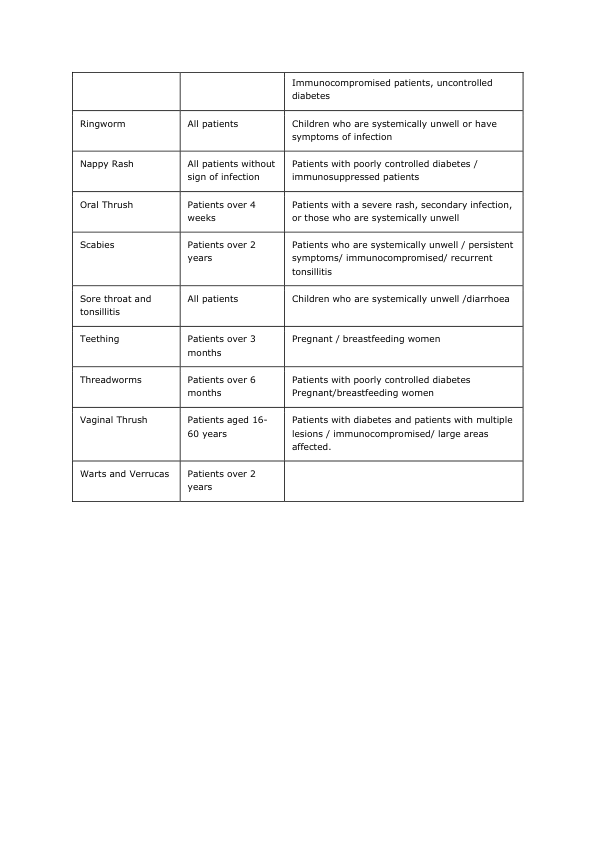 Immunocompromised patients, uncontrolled
diabetes
Ringworm
All patients
Children who are systemically unwell or have
symptoms of infection
Nappy Rash
All patients without
sign of infection
Patients with poorly controlled diabetes /
immunosuppressed patients
Oral Thrush
Patients over 4
weeks
Patients with a severe rash, secondary infection,
or those who are systemically unwell
Scabies
Patients over 2
years
Patients who are systemically unwell / persistent
symptoms/ immunocompromised/ recurrent
tonsillitis
Sore throat and
tonsillitis
All patients
Children who are systemically unwell /diarrhoea
Teething
Patients over 3
months
Pregnant / breastfeeding women
Threadworms
Patients over 6
months
Patients with poorly controlled diabetes
Pregnant/breastfeeding women
Vaginal Thrush
Patients aged 16-
60 years
Patients with diabetes and patients with multiple
lesions / immunocompromised/ large areas
affected.
Warts and Verrucas
Patients over 2
years